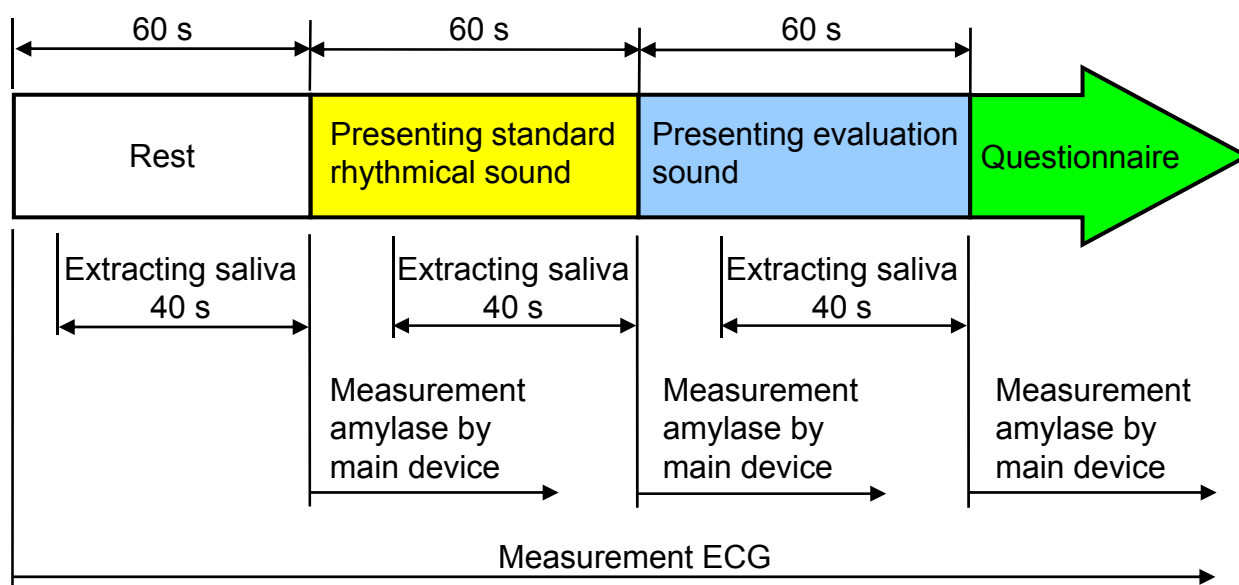 60 s
60 s
60 s
Rest
Presenting standard
rhythmical sound
Presenting evaluation
sound
Questionnaire
Extracting saliva
40 s
Extracting saliva
40 s
Extracting saliva
40 s
Measurement
amylase by
main device
Measurement
amylase by
main device
Measurement
amylase by
main device
Measurement ECG